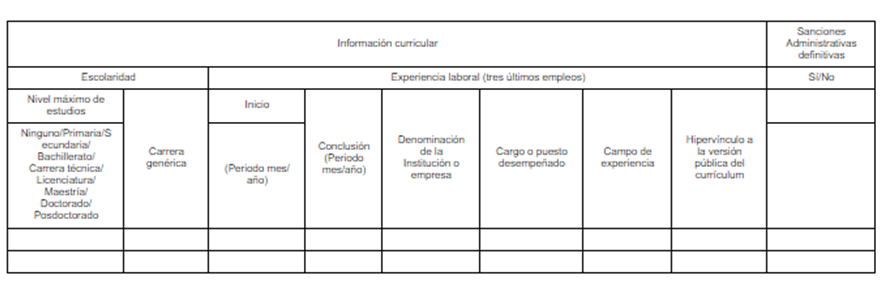 Información curricular
Sanciones
Administrativas
definitivas
Escolaridad
Experiencia laboral (tres últimos empleos)
Sí/No
Nivel máximo de
estudios
Inicio
Ninguno/Primaria/S
ecundaria/
Bachillerato/
Carrera técnica/
Licenciatura/
Maestría/
Doctorado/
Posdoctorado
Carrera
genérica
(Periodo mes/
año)
Conclusión
(Periodo
mes/año)
Denominación
de la
Institución o
empresa
Cargo o puesto
desempeñado
Campo de
experiencia
Hipervínculo a
la versión
pública del
currículum